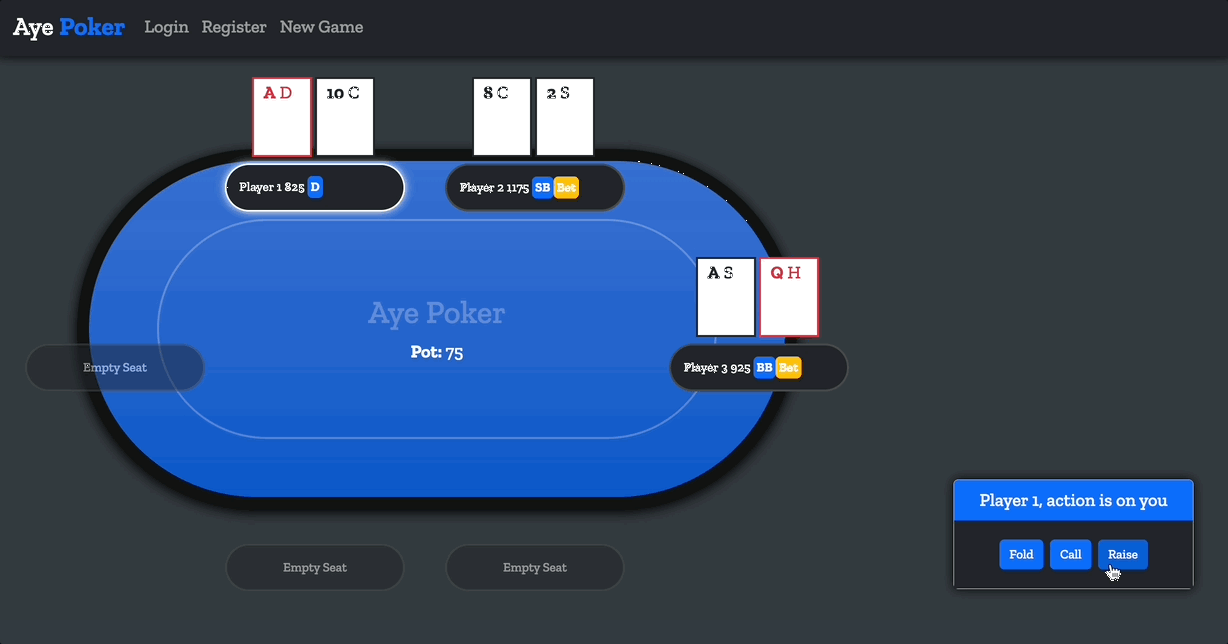 Aye Poker Login Register New Game
A D 10 C 8 C 2 S
Player 1 825 D Player 2 1175 SB Bet
A S Q H
Aye Poker
Pot: 75
Empty Seat Player 3 925 BB Bet
Player 1, action is on you
Fold Call Raise
Empty Seat Empty Seat